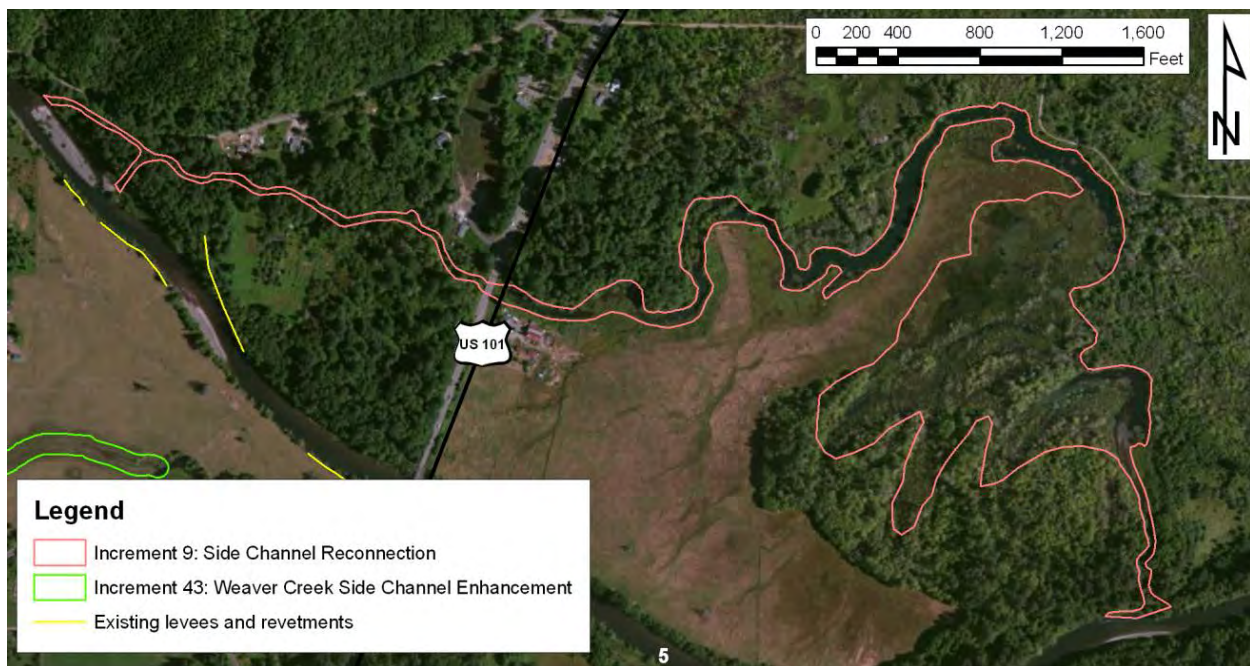 0 200 400 800 1,200 1,600
Feet
N
US 101
Legend
Increment 9: Side Channel Reconnection
Increment 43: Weaver Creek Side Channel Enhancement
Existing levees and revetments
5